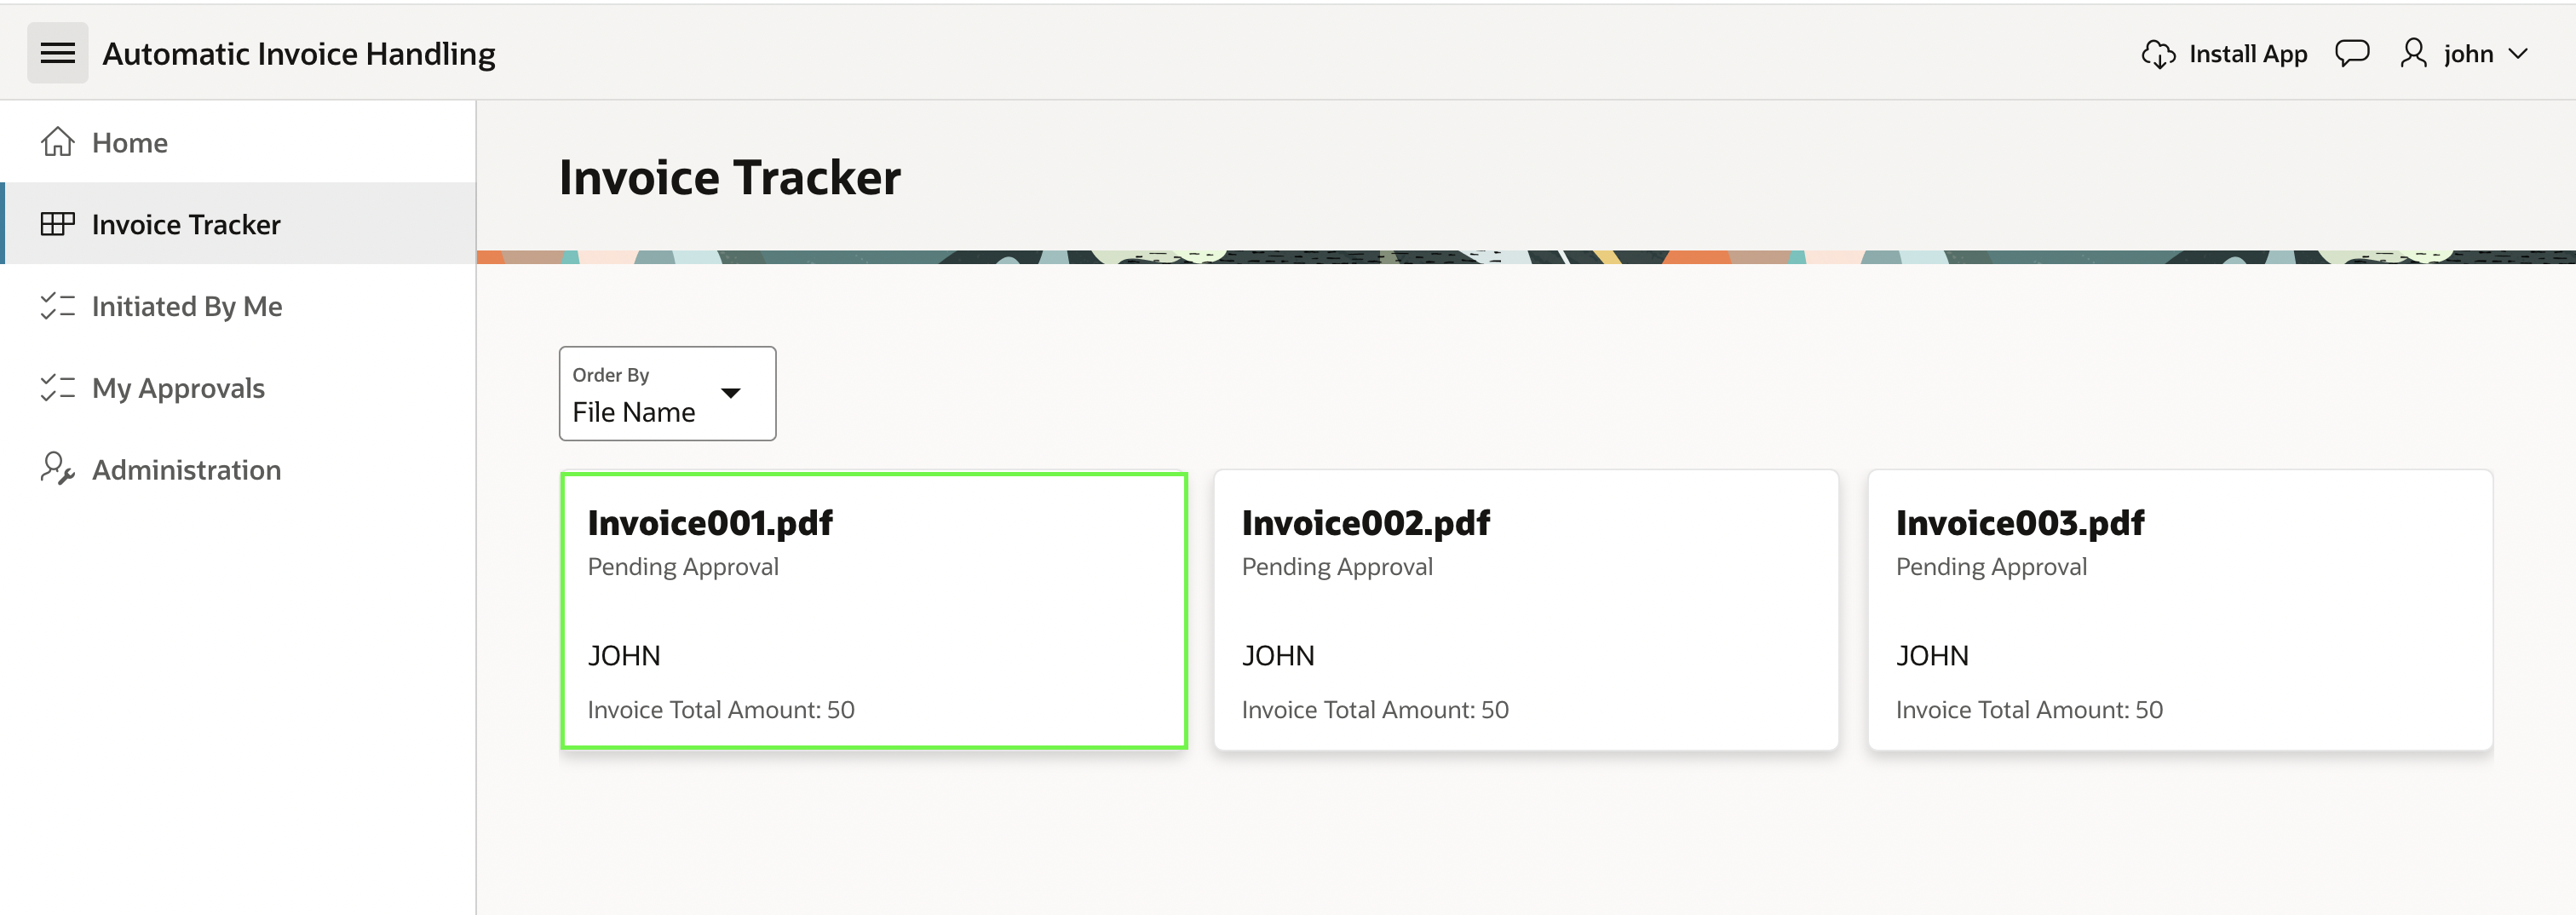 Automatic Invoice Handling
Install App
john
Home
Invoice Tracker
Initiated By Me
My Approvals
Administration
Invoice Tracker
Order By
File Name
Invoice001.pdf
Pending Approval
JOHN
Invoice Total Amount: 50
Invoice002.pdf
Pending Approval
JOHN
Invoice Total Amount: 50
Invoice003.pdf
Pending Approval
JOHN
Invoice Total Amount: 50